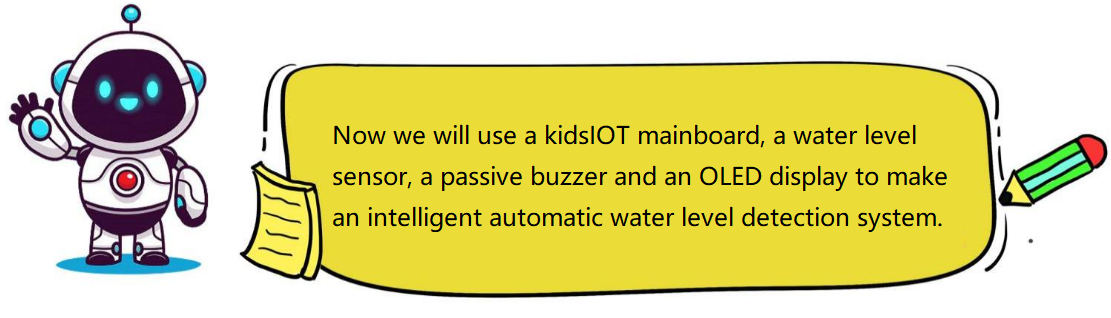 Now we will use a kidsIOT mainboard, a water level
sensor, a passive buzzer and an OLED display to make
an intelligent automatic water level detection system.